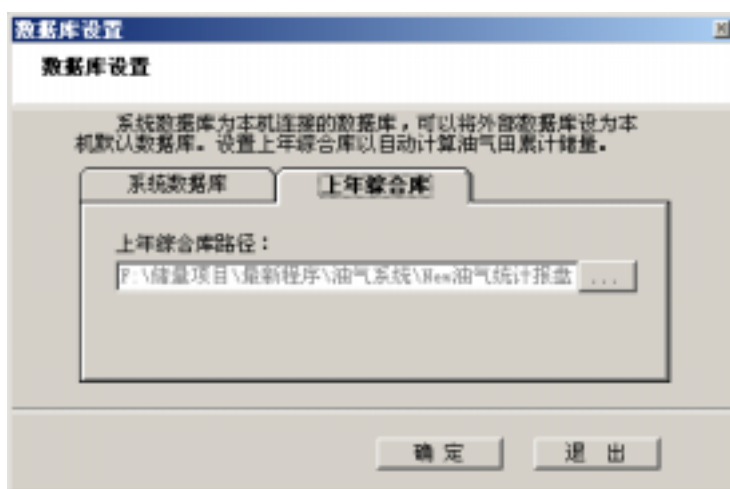 数据库设置
数据库设置
系统数据库为本机连接的数据库，可以将外部数据库设为本
机默认数据库。设置上年综合库以自动计算油气田累计储量。
系统数据库
上年综合库
上年综合库路径：
F:\储量项目\最新程序\油气系统\New油气统计报盘
...
确 定
退 出